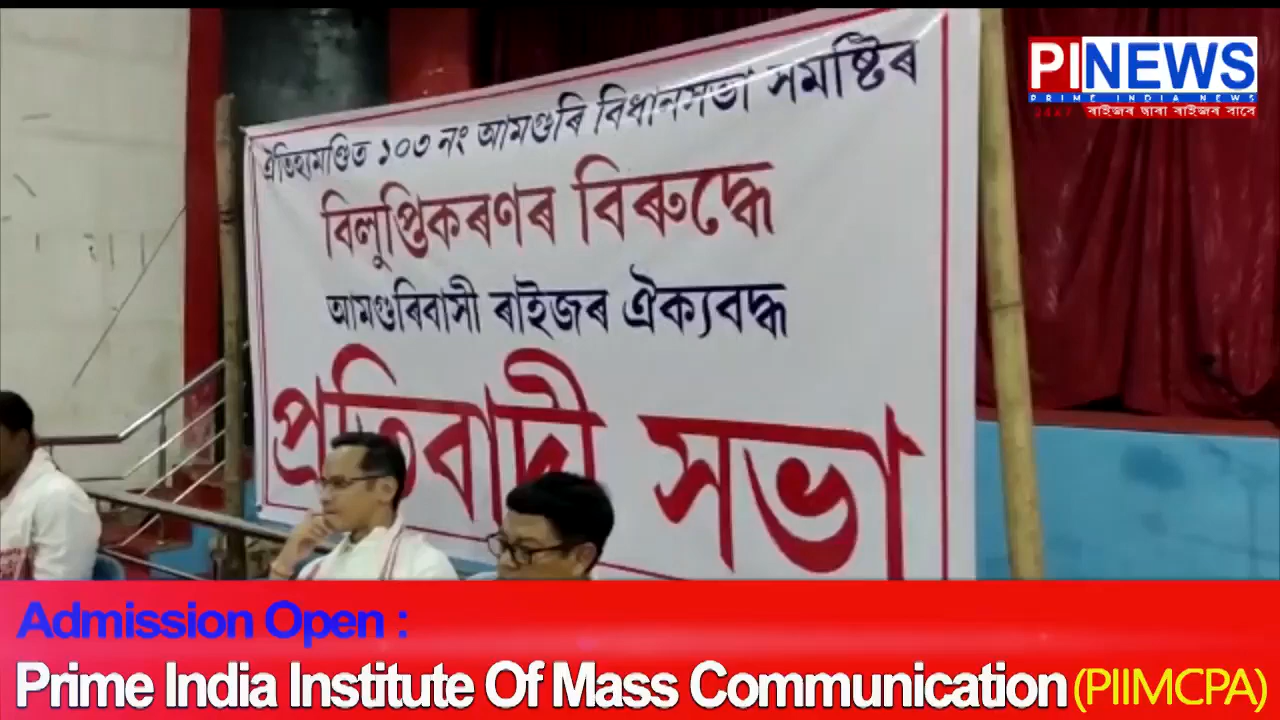 PINEWS
PRIME INDIA NEWS
24x7 ৰাইজৰ দ্বাৰা ৰাইজৰ বাবে
ঐতিহ্যমণ্ডিত ১০৩ নং আমগুৰি বিধানসভা সমষ্টিৰ
বিলুপ্তিকৰণৰ বিৰুদ্ধে
আমগুৰিবাসী ৰাইজৰ ঐক্যবদ্ধ
প্ৰতিবাদী সভা
Admission Open :
Prime India Institute Of Mass Communication (PIIMCPA)